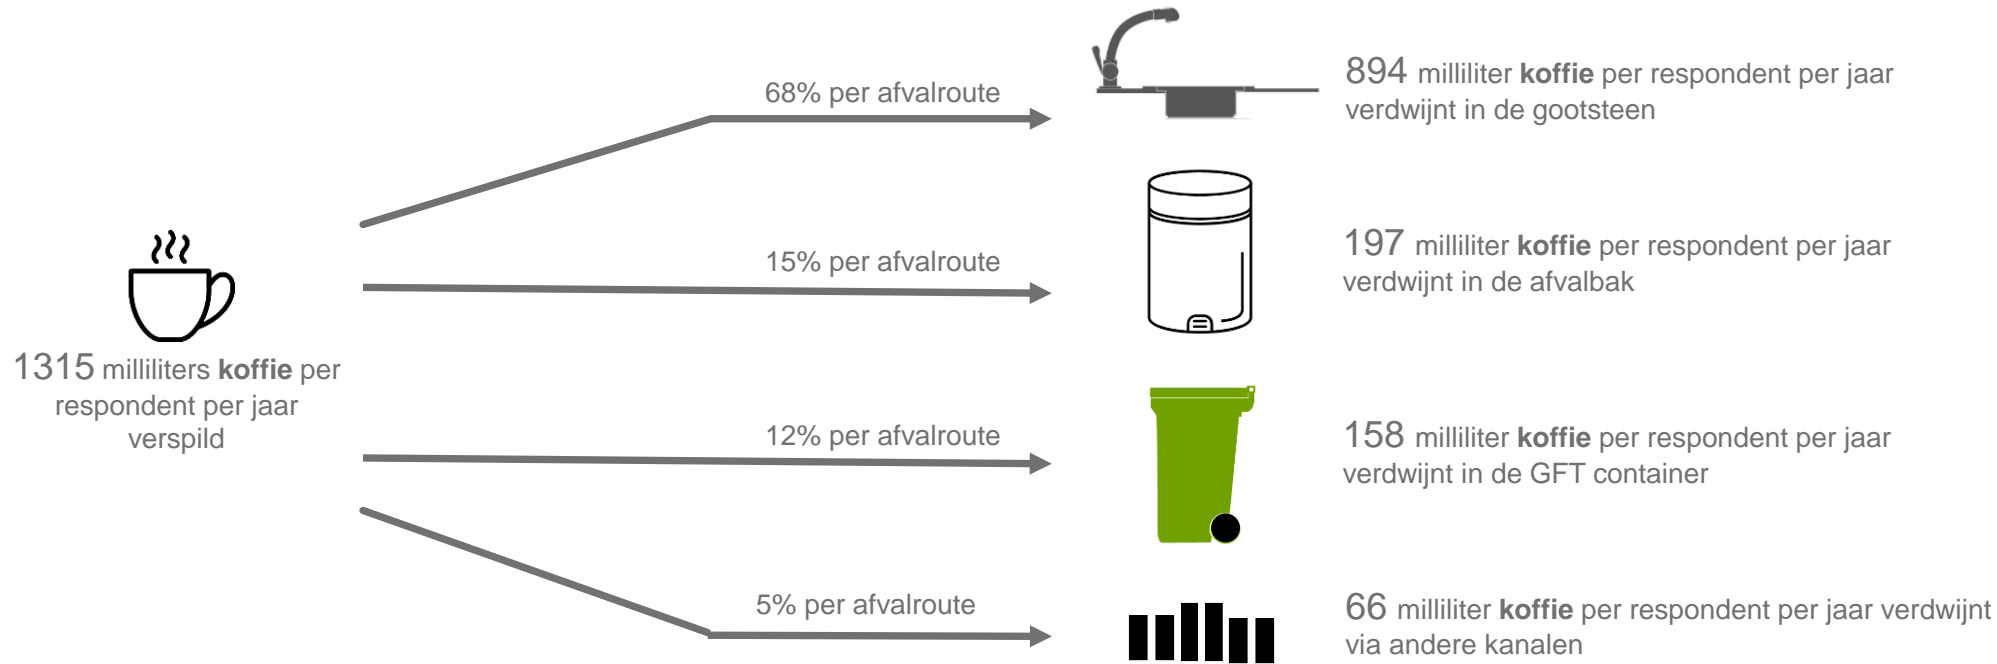 1315 milliliters koffie per
respondent per jaar
verspild
68% per afvalroute
894 milliliter koffie per respondent per jaar
verdwijnt in de gootsteen
15% per afvalroute
197 milliliter koffie per respondent per jaar
verdwijnt in de afvalbak
12% per afvalroute
158 milliliter koffie per respondent per jaar
verdwijnt in de GFT container
5% per afvalroute
66 milliliter koffie per respondent per jaar verdwijnt
via andere kanalen